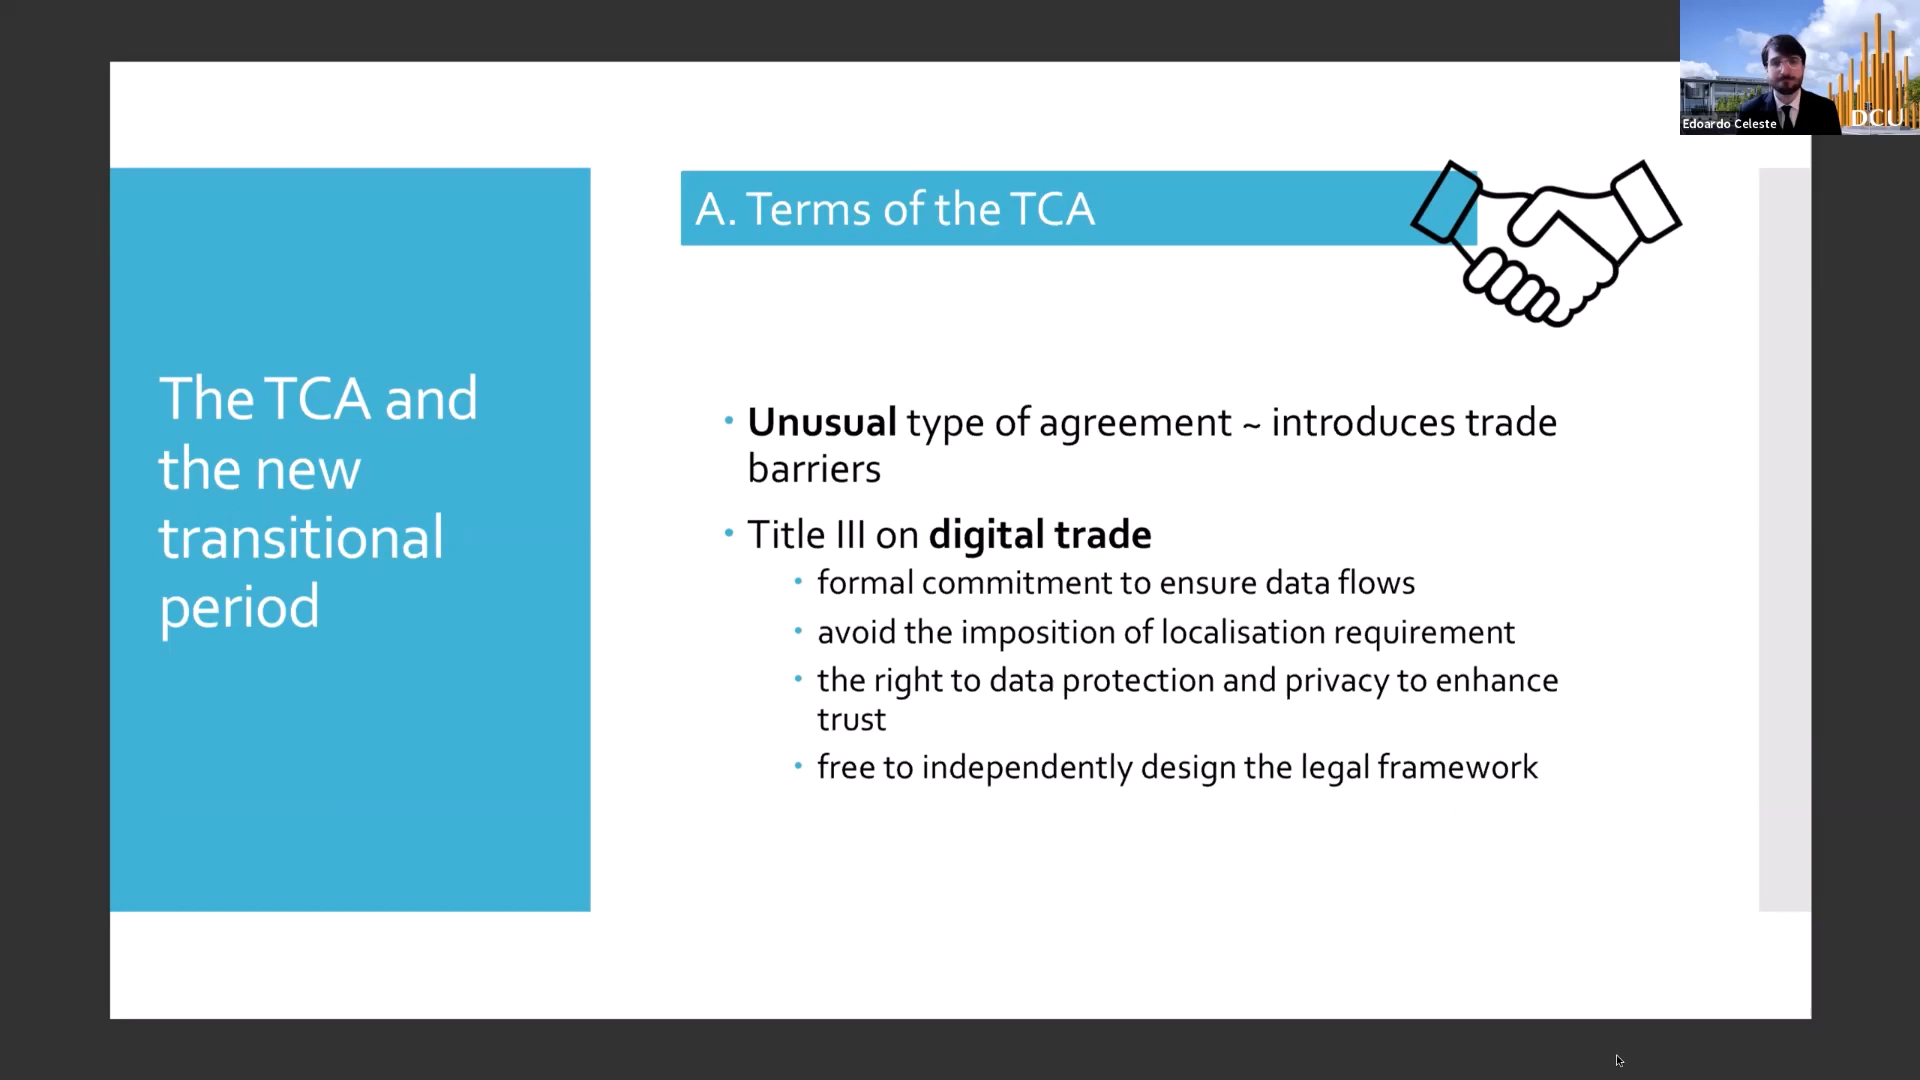 The TCA and
the new
transitional
period
A. Terms of the TCA
Unusual type of agreement ~ introduces trade
barriers
Title III on digital trade
formal commitment to ensure data flows
avoid the imposition of localisation requirement
the right to data protection and privacy to enhance
trust
free to independently design the legal framework
Edoardo Celeste
DCU